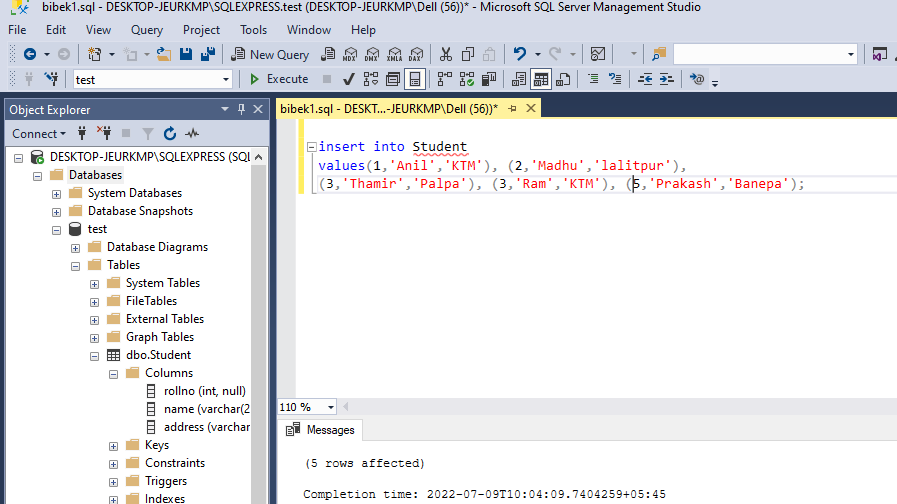 bibek1.sql - DESKTOP-JEURKMP\SQLEXPRESS.test (DESKTOP-JEURKMP\Dell (56))* - Microsoft SQL Server Management Studio
File Edit View Query Project Tools Window Help
New Query MDX DMX XMLA DAX
test Execute
Object Explorer
Connect
DESKTOP-JEURKMP\SQLEXPRESS (SQL
Databases
System Databases
Database Snapshots
test
Database Diagrams
Tables
System Tables
FileTables
External Tables
Graph Tables
dbo.Student
Columns
rollno (int, null)
name (varchar(2
address (varchar
Keys
Constraints
Triggers
Indexes
bibek1.sql - DESKT...-JEURKMP\Dell (56))*
insert into Student
values(1,'Anil','KTM'), (2,'Madhu','lalitpur'),
(3,'Thamir','Palpa'), (3,'Ram','KTM'), (5,'Prakash','Banepa');
110 %
Messages
(5 rows affected)
Completion time: 2022-07-09T10:04:09.7404259+05:45